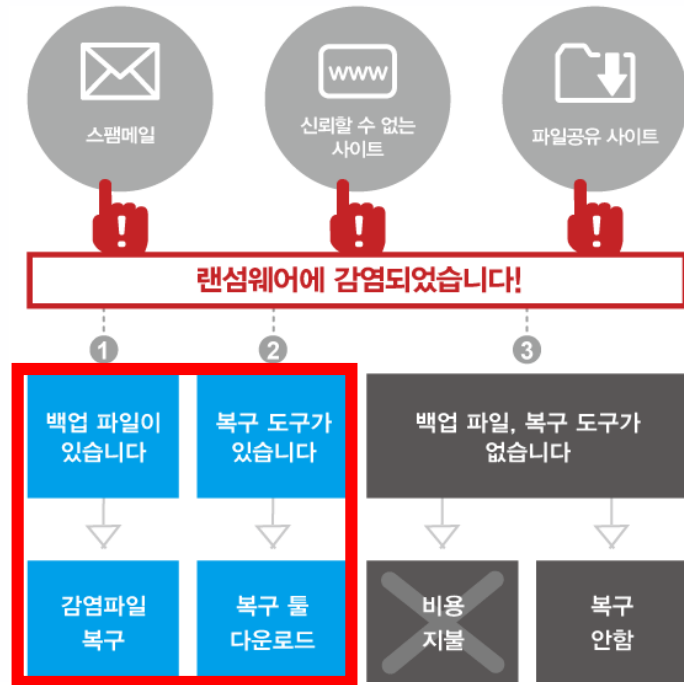 www
스팸메일
신뢰할 수 없는
사이트
파일공유 사이트
!
!
!
랜섬웨어에 감염되었습니다!
1
2
3
백업 파일이
있습니다
복구 도구가
있습니다
백업 파일, 복구 도구가
없습니다
감염파일
복구
복구 툴
다운로드
비용
지불
복구
안함